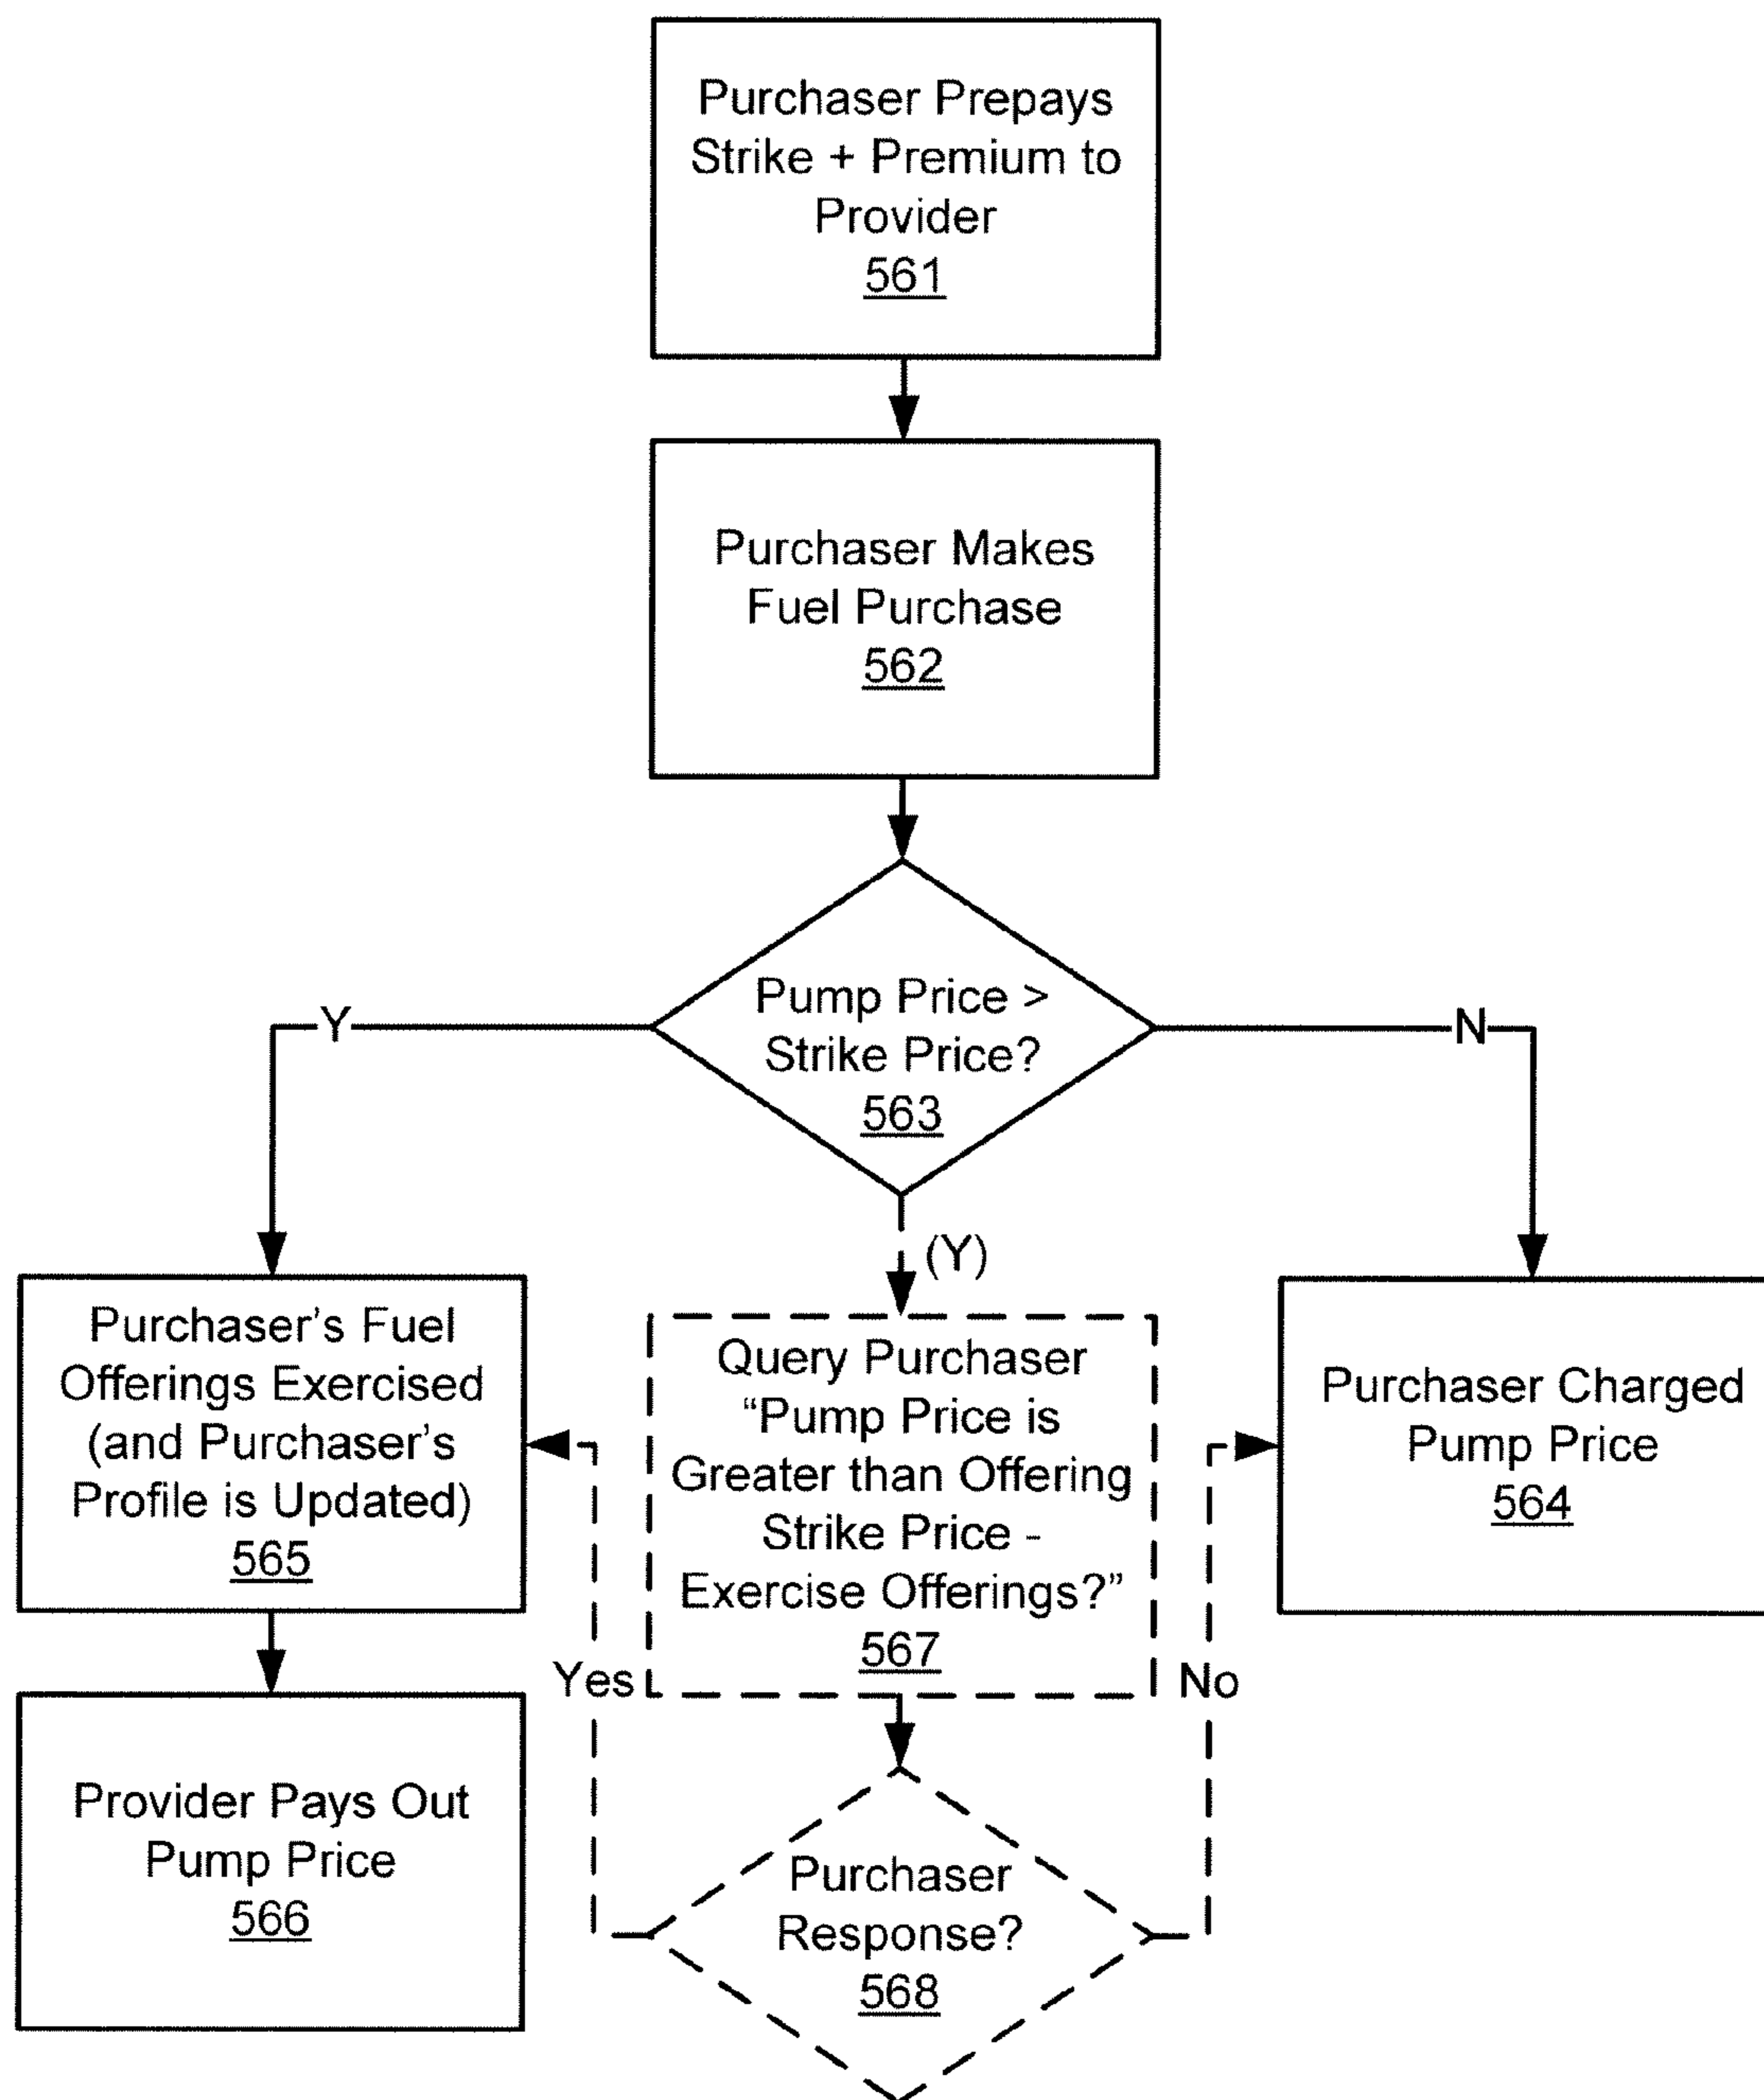 Purchaser Prepays
Strike + Premium to
Provider
561
Purchaser Makes
Fuel Purchase
562
Pump Price >
Strike Price?
563
Y
N
(Y)
Purchaser’s Fuel
Offerings Exercised
(and Purchaser’s
Profile is Updated)
565
Query Purchaser
“Pump Price is
Greater than Offering
Strike Price -
Exercise Offerings?”
567
Purchaser Charged
Pump Price
564
Yes
No
Provider Pays Out
Pump Price
566
Purchaser
Response?
568